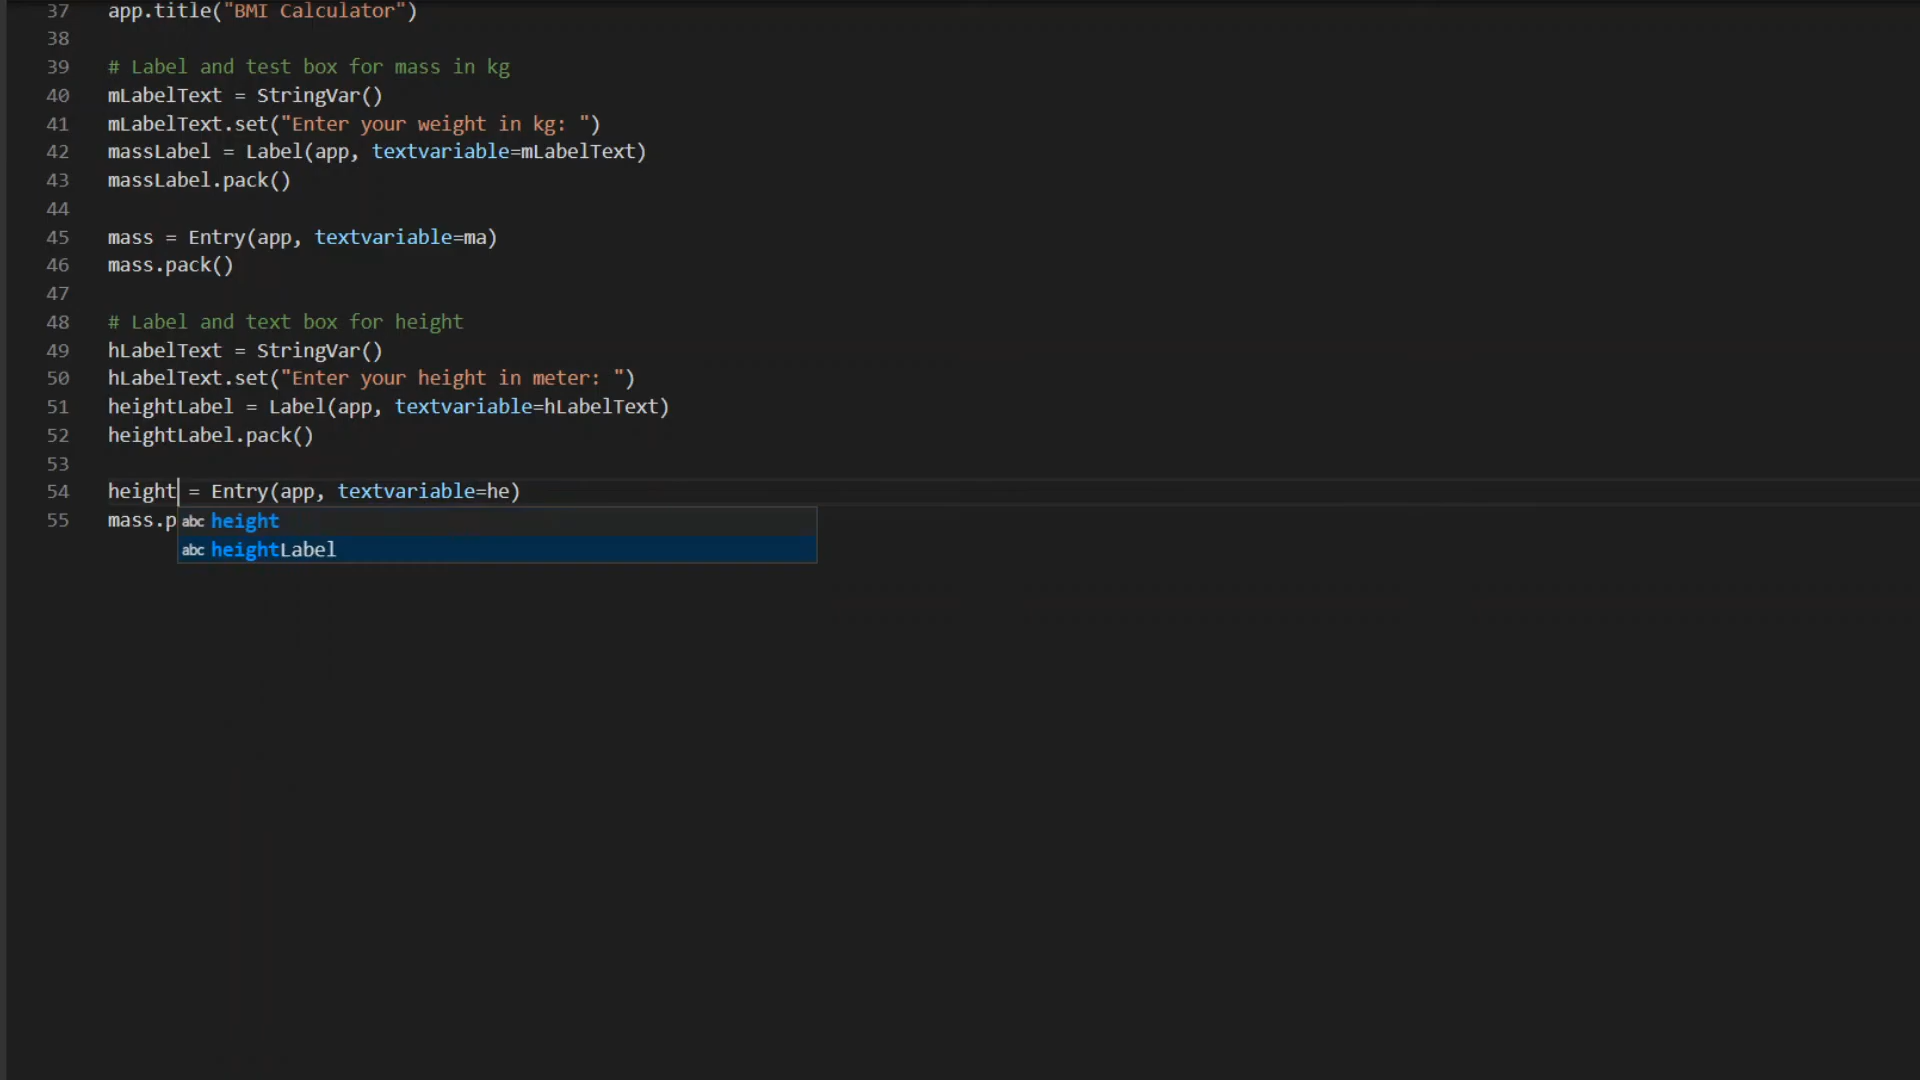 37 app.title("BMI Calculator")
38
39 # Label and test box for mass in kg
40 mLabelText = StringVar()
41 mLabelText.set("Enter your weight in kg: ")
42 massLabel = Label(app, textvariable=mLabelText)
43 massLabel.pack()
44
45 mass = Entry(app, textvariable=ma)
46 mass.pack()
47
48 # Label and text box for height
49 hLabelText = StringVar()
50 hLabelText.set("Enter your height in meter: ")
51 heightLabel = Label(app, textvariable=hLabelText)
52 heightLabel.pack()
53
54 height = Entry(app, textvariable=he)
55 mass.p abc height
abc heightLabel